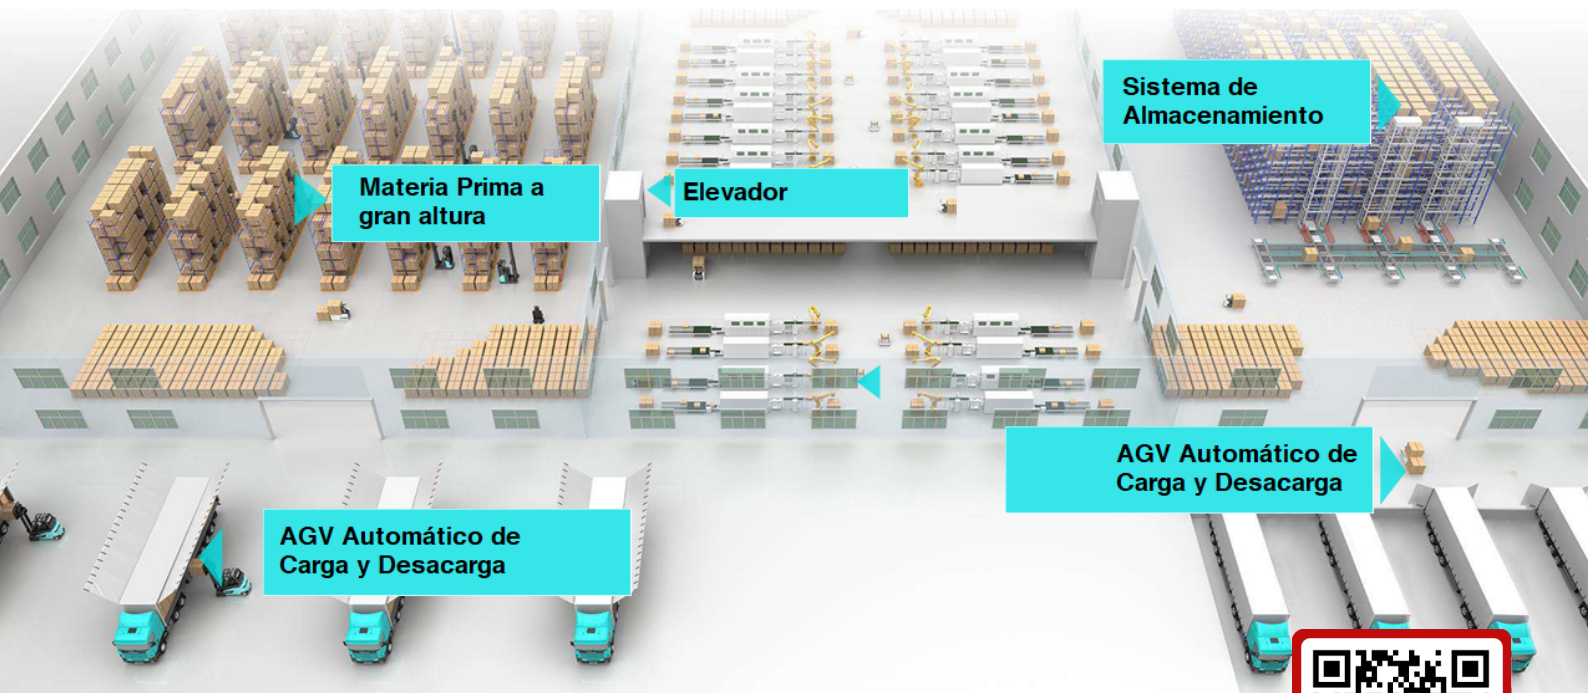 Sistema de
Almacenamiento
Materia Prima a
gran altura
Elevador
AGV Automático de
Carga y Desacarga
AGV Automático de
Carga y Desacarga